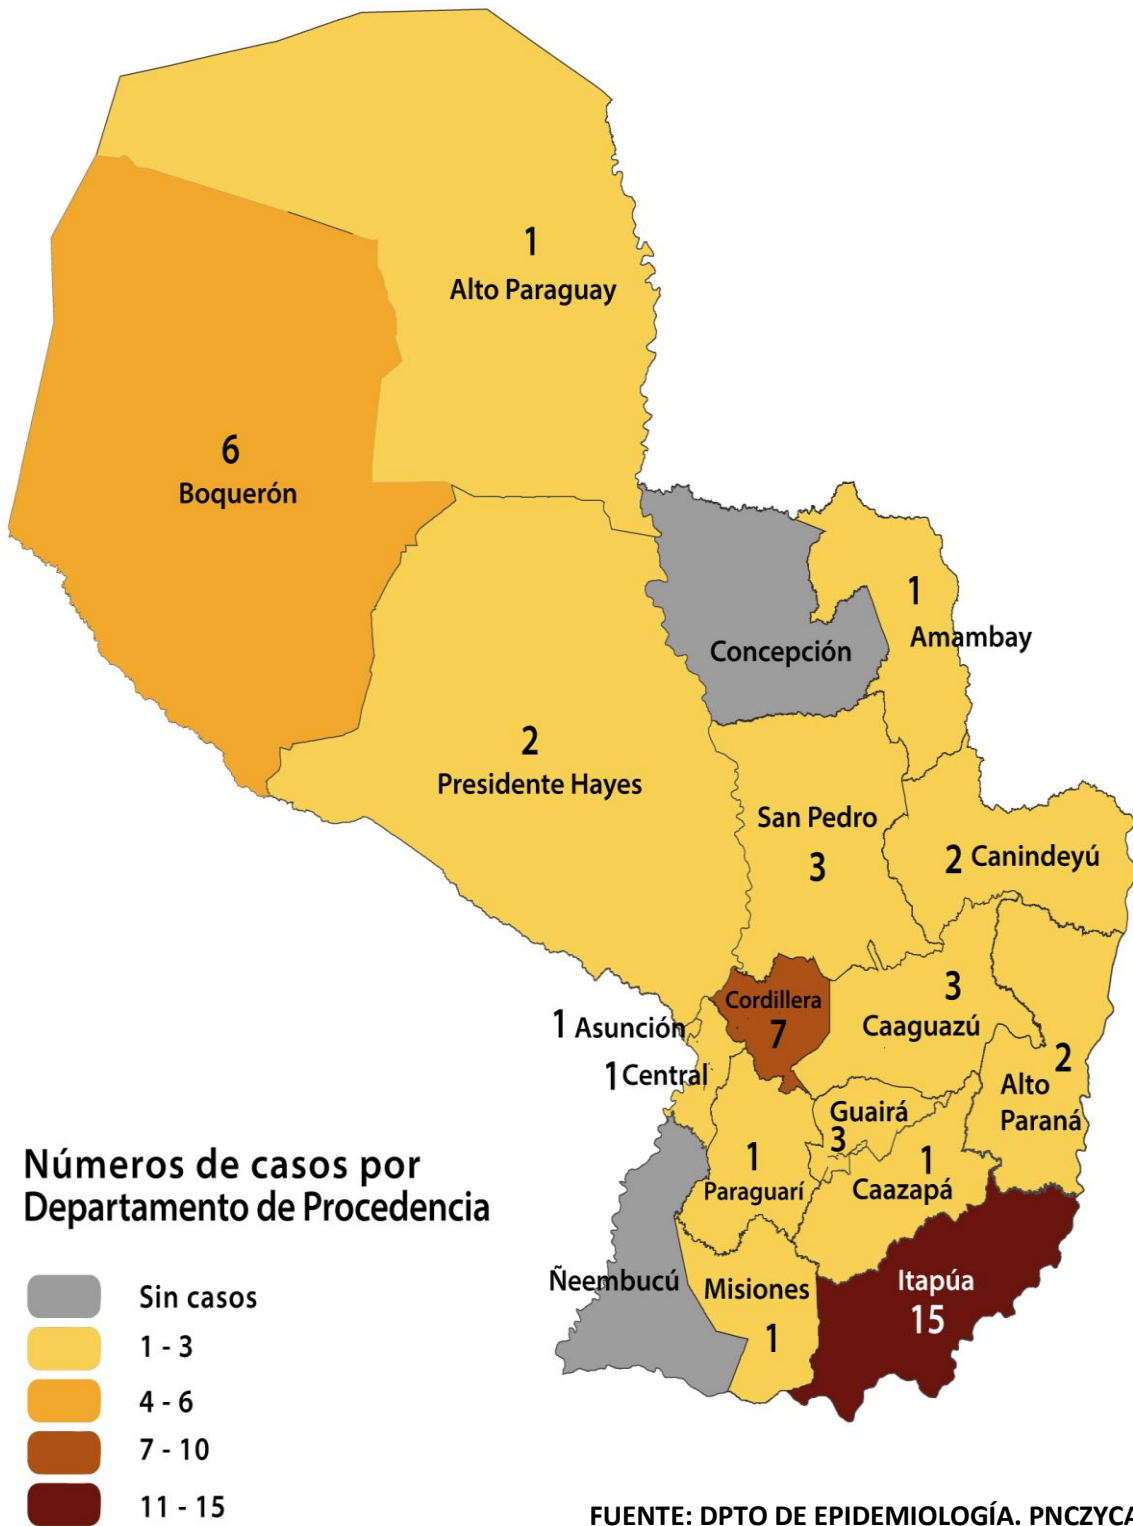 1
Alto Paraguay
6
Boquerón
1
Amambay
Concepción
2
Presidente Hayes
San Pedro
3
2 Canindeyú
Cordillera
7
3
Caaguazú
1 Asunción
1 Central
2
Alto
Paraná
Guairá
3
1
Paraguarí
1
Caazapá
Números de casos por
Departamento de Procedencia
Ñeembucú
Misiones
1
Itapúa
15
Sin casos
1 - 3
4 - 6
7 - 10
11 - 15
FUENTE: DPTO DE EPIDEMIOLOGÍA. PNCZYCA